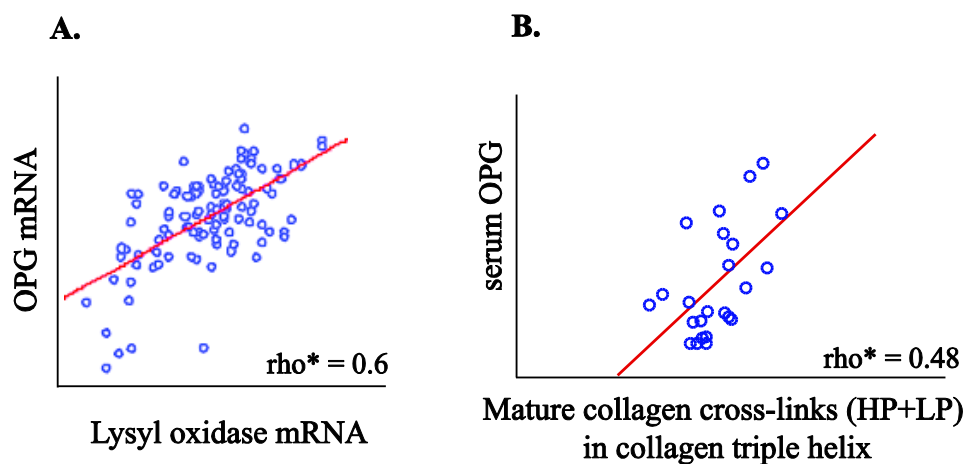 A.
OPG mRNA
rho* = 0.6
Lysyl oxidase mRNA
B.
serum OPG
rho* = 0.48
Mature collagen cross-links (HP+LP)
in collagen triple helix